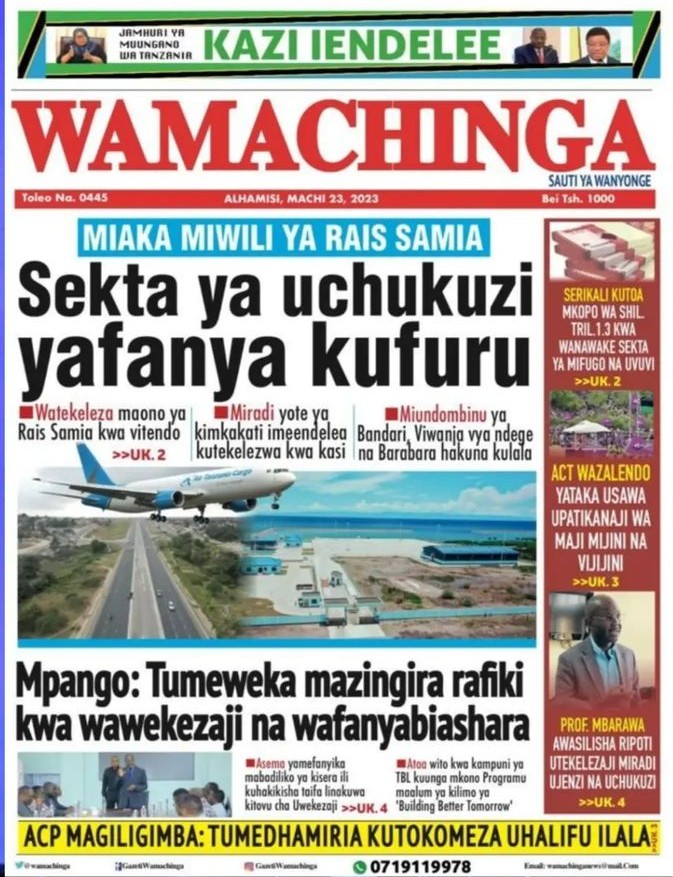 JAMHURI YA
MUUNGANO
WA TANZANIA
KAZI IENDELEE
WAMACHINGA
SAUTI YA WANYONGE
Toleo Na. 0445
ALHAMISI, MACHI 23, 2023
Bei Tsh. 1000
MIAKA MIWILI YA RAIS SAMIA
Sekta ya uchukuzi
yafanya kufuru
Watekeleza maono ya
Rais Samia kwa vitendo
>>UK. 2
Miradi yote ya
kimkakati imeendelea
kutekelezwa kwa kasi
Miundombinu ya
Bandari, Viwanja vya ndege
na Barabara hakuna kulala
Air Tanzania Cargo
Mpango: Tumeweka mazingira rafiki
kwa wawekezaji na wafanyabiashara
Asema yamefanyika
mabadiliko ya kisera ili
kuhakikisha taifa linakuwa
kitovu cha Uwekezaji >>UK. 4
Atoa wito kwa kampuni ya
TBL kuunga mkono Programu
maalum ya kilimo ya
'Building Better Tomorrow'
SERIKALI KUTOA
MKOPO WA SHIL.
TRIL.1.3 KWA
WANAWAKE SEKTA
YA MIFUGO NA UVUVI
>>UK. 2
ACT WAZALENDO
YATAKA USAWA
UPATIKANAJI WA
MAJI MIJINI NA
VIJIJINI
>>UK. 3
PROF. MBARAWA
AWASILISHA RIPOTI
UTEKELEZAJI MIRADI
UJENZI NA UCHUKUZI
>>UK. 4
ACP MAGILIGIMBA: TUMEDHAMIRIA KUTOKOMEZA UHALIFU ILALA
>>UK. 3
@wamachinga
GazetiWamachinga
GazetiWamachinga
0719119978
Email: wamachinganews@mail.Com